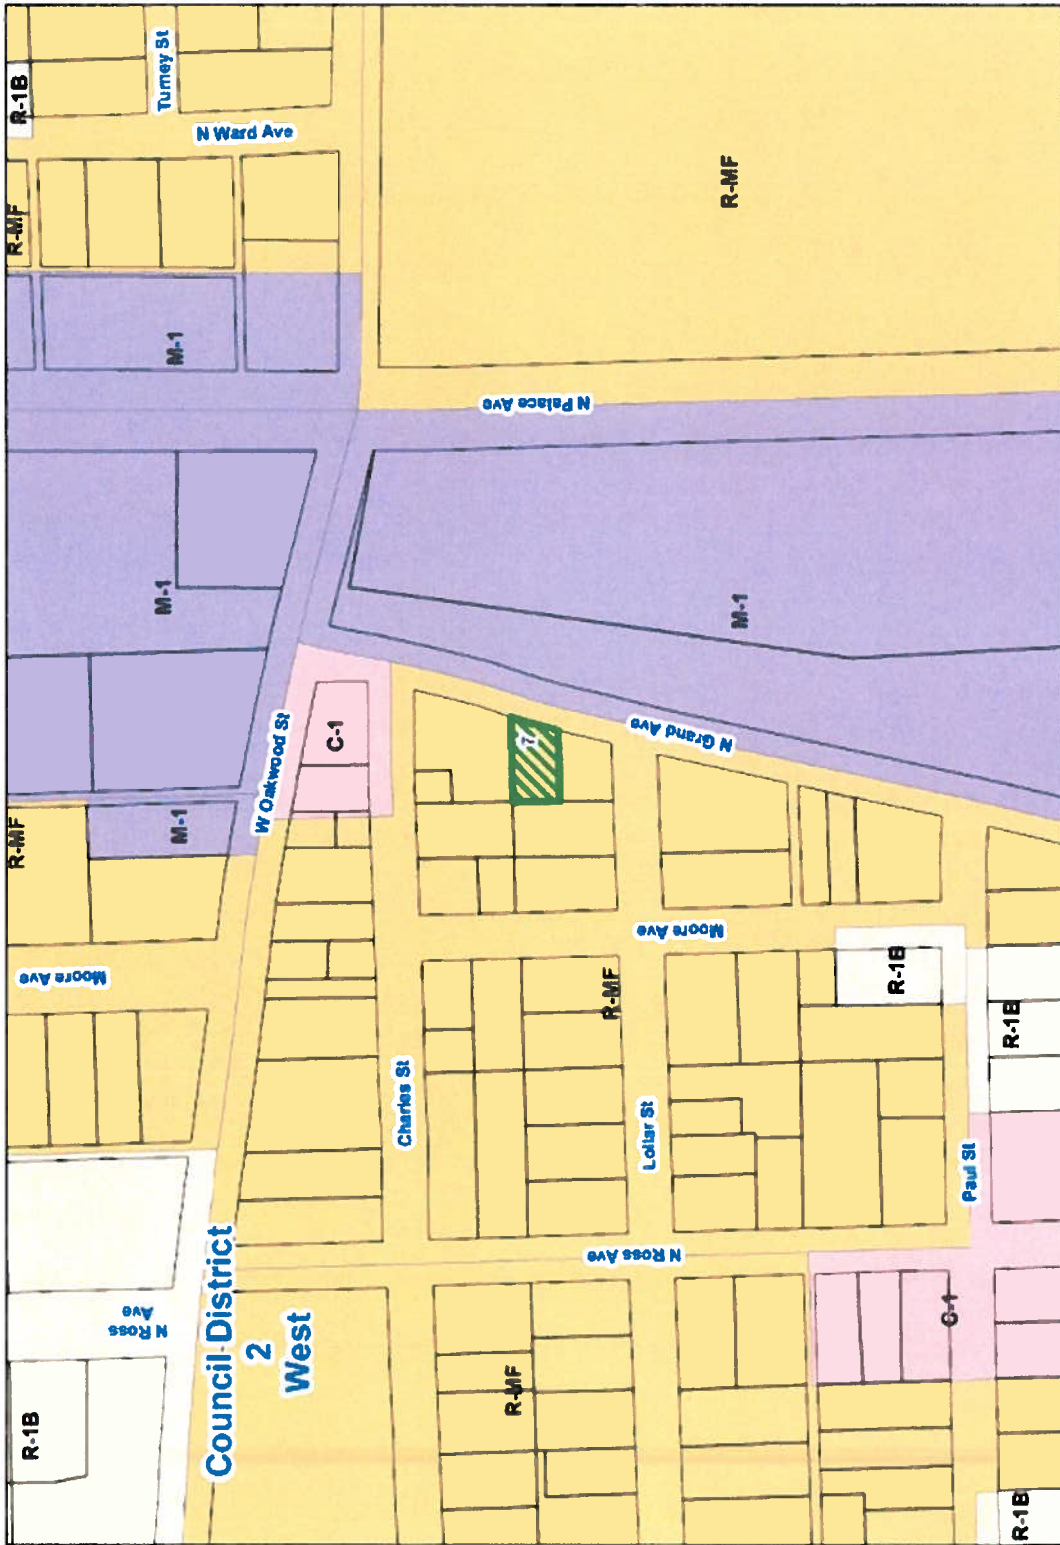 R-1B
R-MF
R-MF
R-1B
Moore Ave
N Ross
Ave
M-1
M-1
M-1
Turney St
Council District
2
West
W Oakwood St
N Ward Ave
C-1
Charles St
R-MF
7
N Palace Ave
R-MF
N Ross Ave
Lollar St
Moore Ave
N Grand Ave
M-1
R-MF
R-1B
C-1
Paul St
R-1B
R-1B